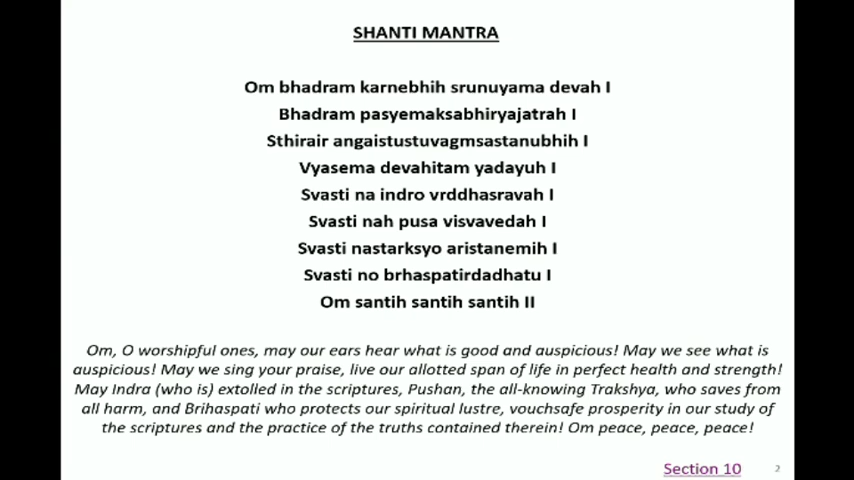 SHANTI MANTRA
Om bhadram karnebhih srunuyama devah I
Bhadram pasyemaksabhiryajatrah I
Sthirair angaistustuvagmsastanubhih I
Vyasema devahitam yadayuh I
Svasti na indro vrddhasravah I
Svasti nah pusa visvavedah I
Svasti nastarksyo aristanemih I
Svasti no brhaspatirdadhatu I
Om santih santih santih II
Om, O worshipful ones, may our ears hear what is good and auspicious! May we see what is
auspicious! May we sing your praise, live our allotted span of life in perfect health and strength!
May Indra (who is) extolled in the scriptures, Pushan, the all-knowing Trakshya, who saves from
all harm, and Brihaspati who protects our spiritual lustre, vouchsafe prosperity in our study of
the scriptures and the practice of the truths contained therein! Om peace, peace, peace!
Section 10
2